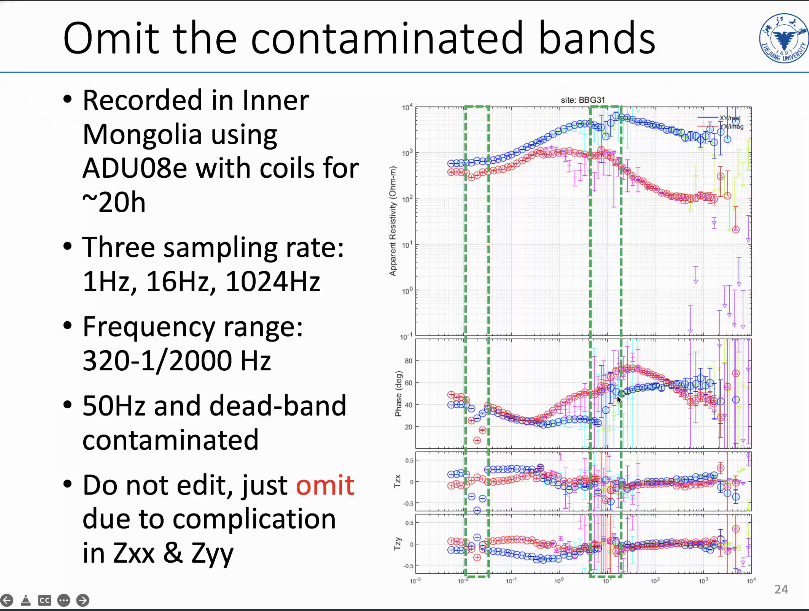 Omit the contaminated bands
• Recorded in Inner
Mongolia using
ADU08e with coils for
~20h
• Three sampling rate:
1Hz, 16Hz, 1024Hz
• Frequency range:
320-1/2000 Hz
• 50Hz and dead-band
contaminated
• Do not edit, just omit
due to complication
in Zxx & Zyy
site: BBG31
Apparent Resistivity (Ohm-m)
10^4
10^3
10^2
10^1
10^0
10^-1
Phase (deg)
80
60
40
20
Tzx
0.5
0
-0.5
Tzy
0.5
0
-0.5
10^-3
10^-2
10^-1
10^0
10^1
10^2
10^3
10^4
CC
24